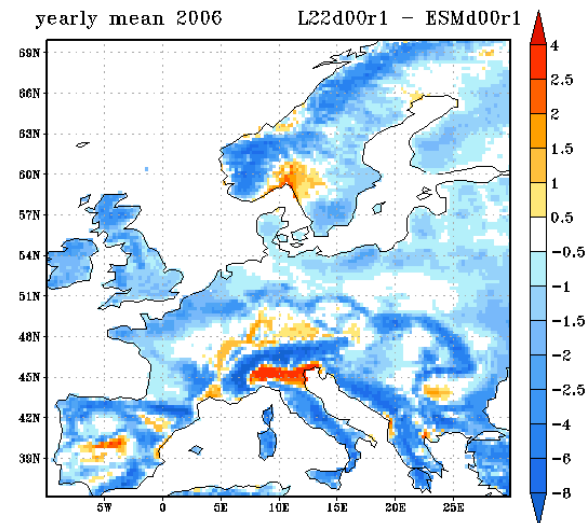 yearly mean 2006 L22d00r1 - ESMd00r1
69N
66N
63N
60N
57N
54N
51N
48N
45N
42N
39N
5W 0 5E 10E 15E 20E 25E
4
2.5
2
1.5
1
0.5
-0.5
-1
-1.5
-2
-2.5
-4
-5
-6
-8